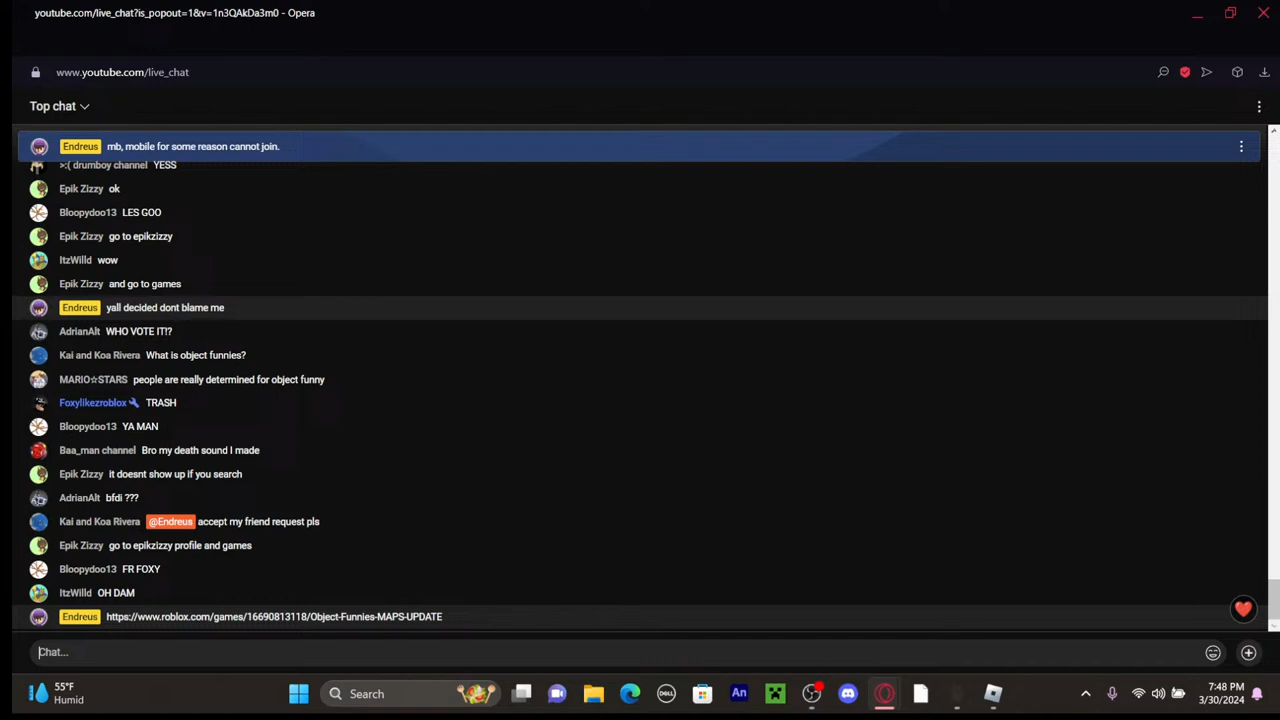 youtube.com/live_chat?is_popout=1&v=1n3QAkDa3m0 - Opera
www.youtube.com/live_chat
Top chat
Endreus mb, mobile for some reason cannot join.
>:( drumboy channel YESS
Epik Zizzy ok
Bloopydoo13 LES GOO
Epik Zizzy go to epikzizzy
ItzWilld wow
Epik Zizzy and go to games
Endreus yall decided dont blame me
AdrianAlt WHO VOTE IT!?
Kai and Koa Rivera What is object funnies?
MARIO☆STARS people are really determined for object funny
Foxylikezroblox TRASH
Bloopydoo13 YA MAN
Baa_man channel Bro my death sound I made
Epik Zizzy it doesnt show up if you search
AdrianAlt bfdi ???
Kai and Koa Rivera @Endreus accept my friend request pls
Epik Zizzy go to epikzizzy profile and games
Bloopydoo13 FR FOXY
ItzWilld OH DAM
Endreus https://www.roblox.com/games/16690813118/Object-Funnies-MAPS-UPDATE
Chat...
55°F
Humid
Search
DELL
An
7:48 PM
3/30/2024